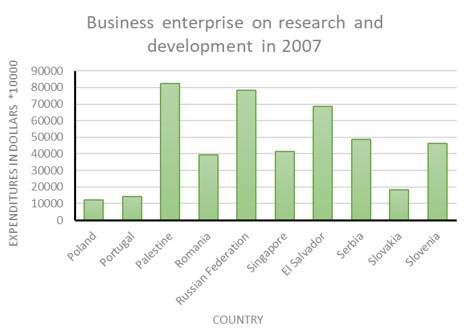 Business enterprise on research and
development in 2007
EXPENDITURES IN DOLLARS *10000
90000
80000
70000
60000
50000
40000
30000
20000
10000
0
Poland
Portugal
Palestine
Romania
Russian Federation
Singapore
El Salvador
Serbia
Slovakia
Slovenia
COUNTRY